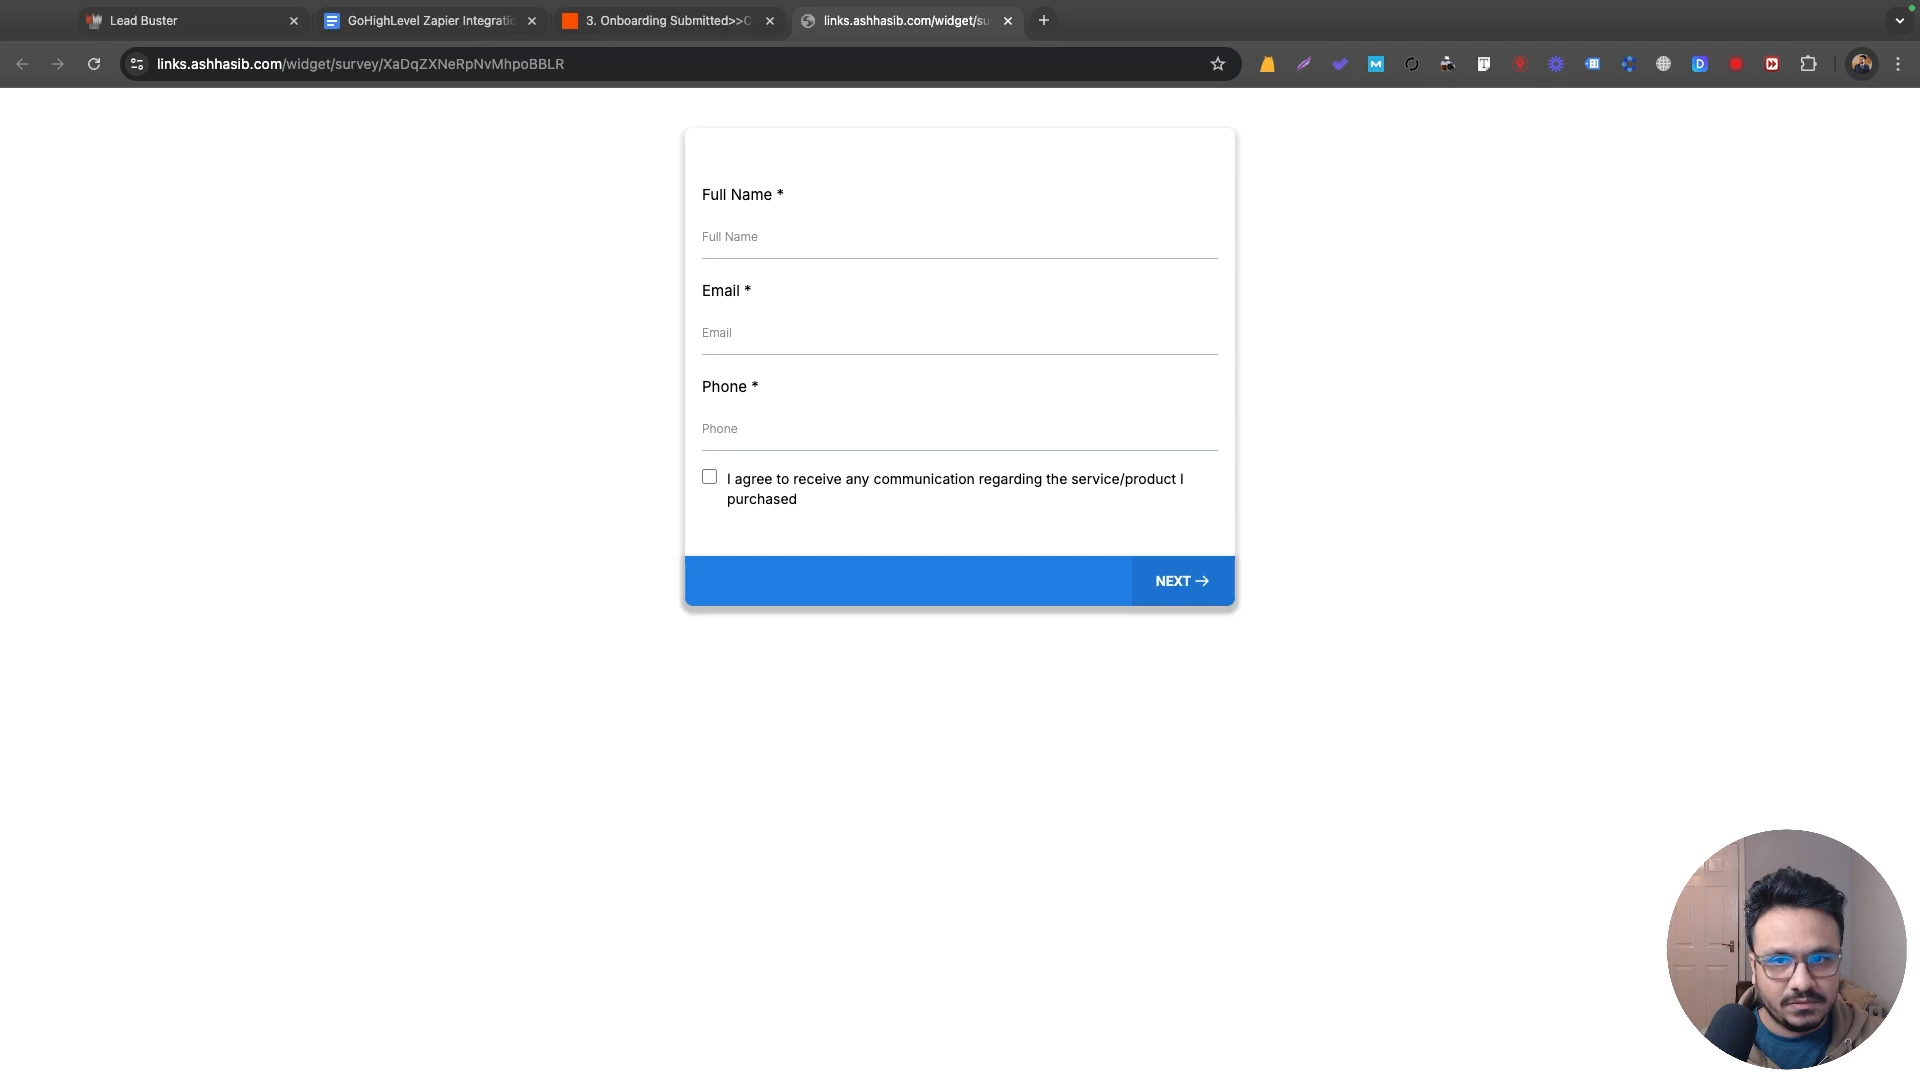 Lead Buster
GoHighLevel Zapier Integratio
3. Onboarding Submitted>>C
links.ashhasib.com/widget/su
links.ashhasib.com/widget/survey/XaDqZXNeRpNvMhpoBBLR
Full Name *
Full Name
Email *
Email
Phone *
Phone
I agree to receive any communication regarding the service/product I
purchased
NEXT →